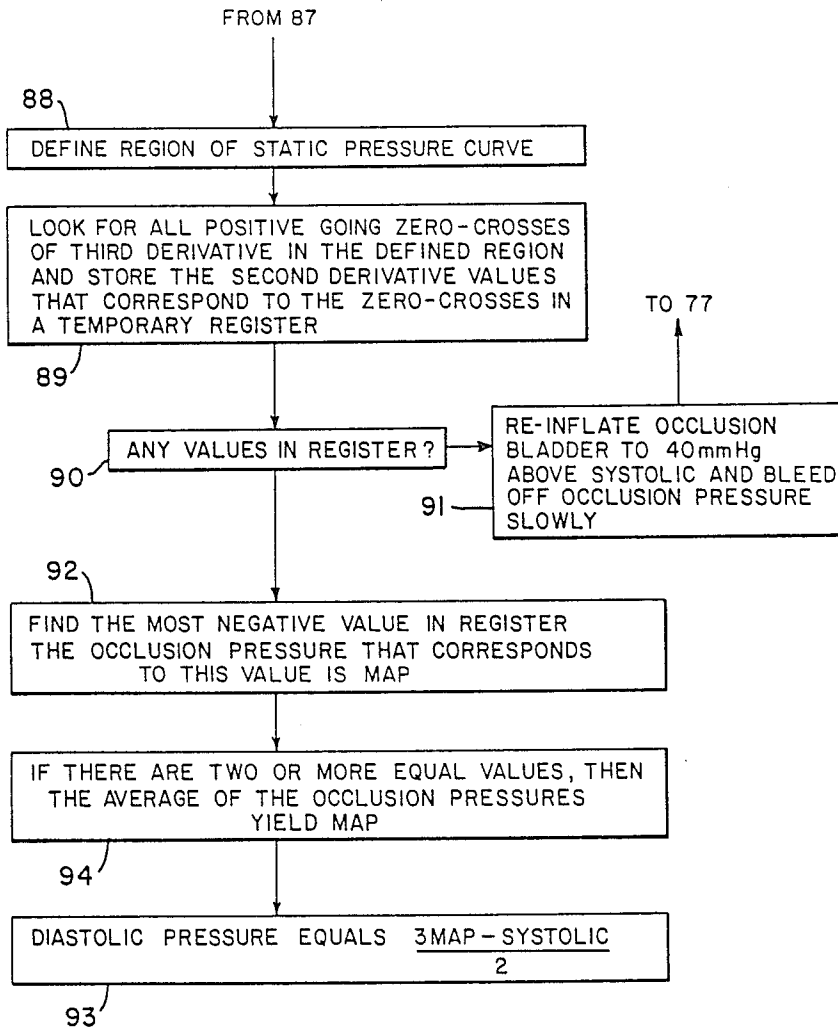 FROM 87
88
DEFINE REGION OF STATIC PRESSURE CURVE
LOOK FOR ALL POSITIVE GOING ZERO-CROSSES
OF THIRD DERIVATIVE IN THE DEFINED REGION
AND STORE THE SECOND DERIVATIVE VALUES
THAT CORRESPOND TO THE ZERO-CROSSES IN
A TEMPORARY REGISTER
89
TO 77
ANY VALUES IN REGISTER?
90
RE-INFLATE OCCLUSION
BLADDER TO 40mmHg
ABOVE SYSTOLIC AND BLEED
OFF OCCLUSION PRESSURE
SLOWLY
91
92
FIND THE MOST NEGATIVE VALUE IN REGISTER
THE OCCLUSION PRESSURE THAT CORRESPONDS
TO THIS VALUE IS MAP
IF THERE ARE TWO OR MORE EQUAL VALUES, THEN
THE AVERAGE OF THE OCCLUSION PRESSURES
YIELD MAP
94
DIASTOLIC PRESSURE EQUALS 3MAP-SYSTOLIC
2
93